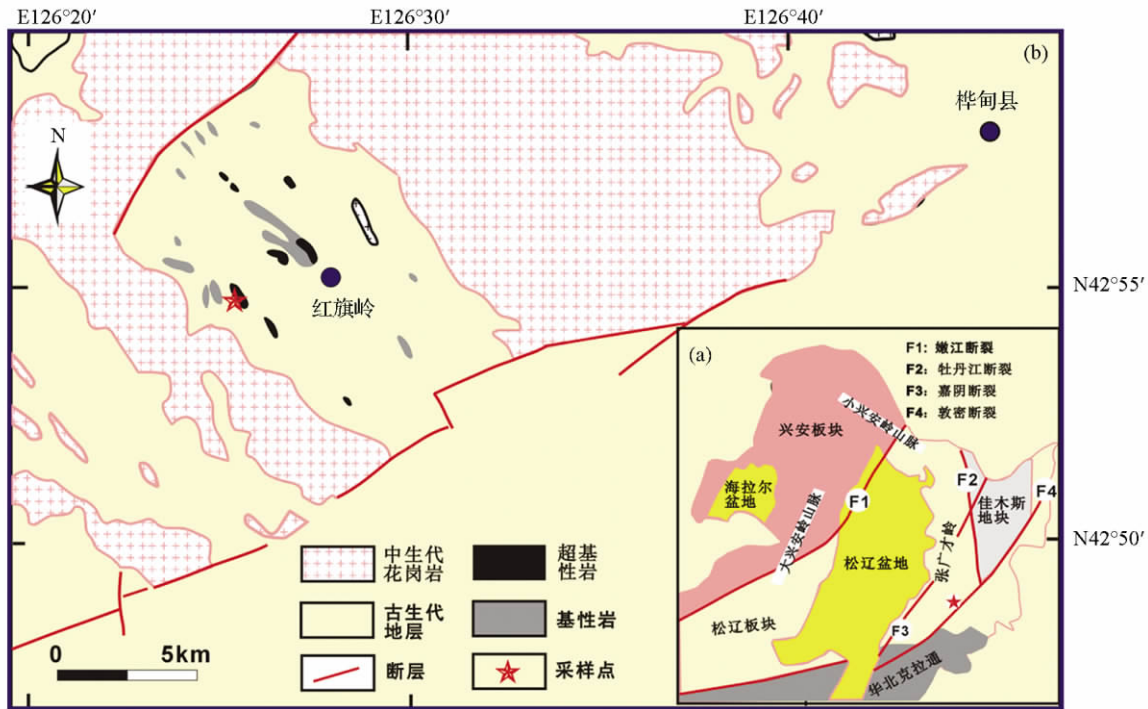 E126°20′
E126°30′
E126°40′
(b)
桦甸县
N
红旗岭
N42°55′
(a)
F1: 嫩江断裂
F2: 牡丹江断裂
F3: 嘉阴断裂
F4: 敦密断裂
小兴安岭山脉
兴安板块
海拉尔
盆地
F1
F2
F4
佳木斯
地块
大兴安岭山脉
松辽盆地
张广才岭
N42°50′
松辽板块
F3
华北克拉通
中生代
花岗岩
超基
性岩
古生代
地层
基性岩
0
5km
断层
采样点